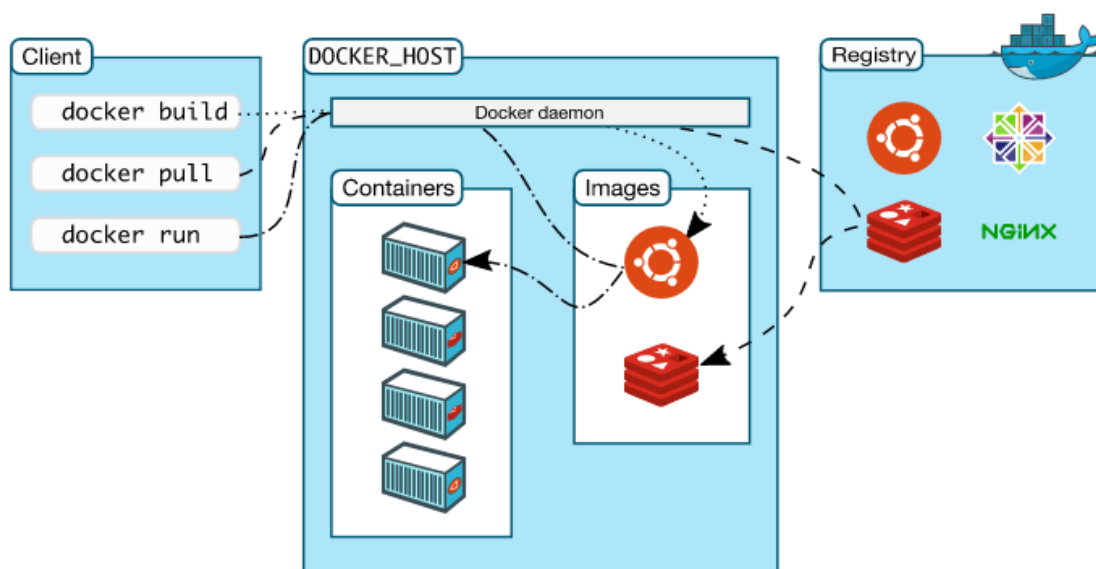 Client
docker build
docker pull
docker run
DOCKER_HOST
Docker daemon
Containers
Images
Registry
NGINX